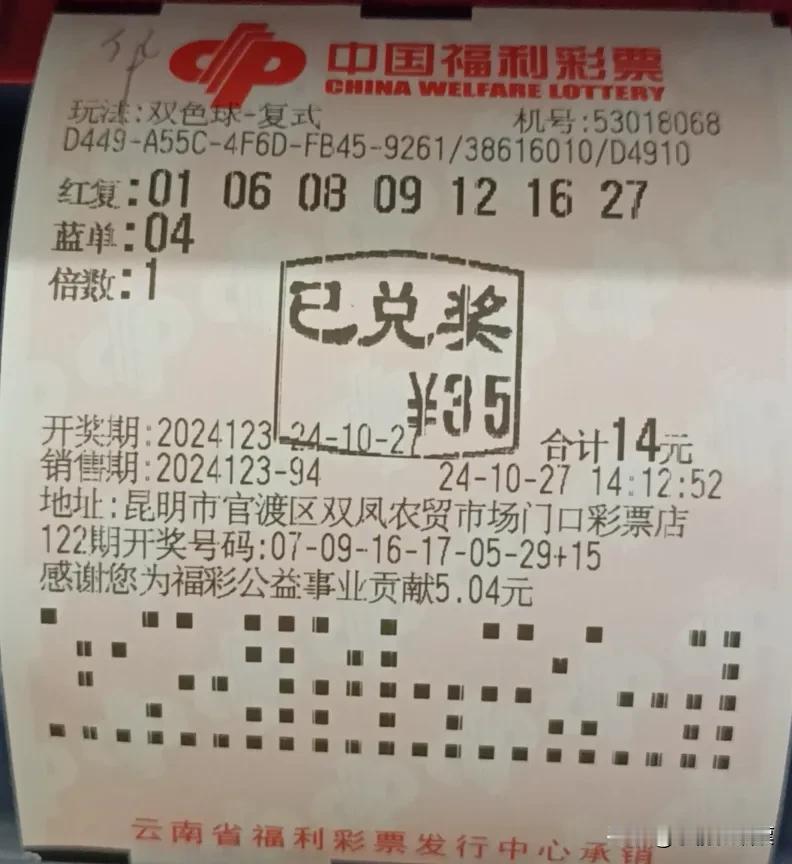 中国福利彩票
CHINA WELFARE LOTTERY
玩法:双色球-复式
机号:53018068
D449-A55C-4F6D-FB45-9261/38616010/D4910
红复:01 06 08 09 12 16 27
蓝单:04
倍数:1
已兑奖
¥35
开奖期:2024123 24-10-27
合计14元
销售期:2024123-94 24-10-27 14:12:52
地址:昆明市官渡区双凤农贸市场门口彩票店
122期开奖号码:07-09-16-17-05-29+15
感谢您为福彩公益事业贡献5.04元
云南省福利彩票发行中心承销